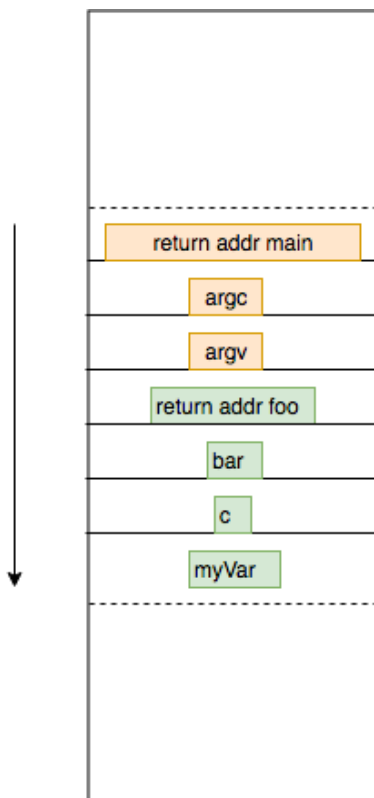 return addr main
argc
argv
return addr foo
bar
c
myVar